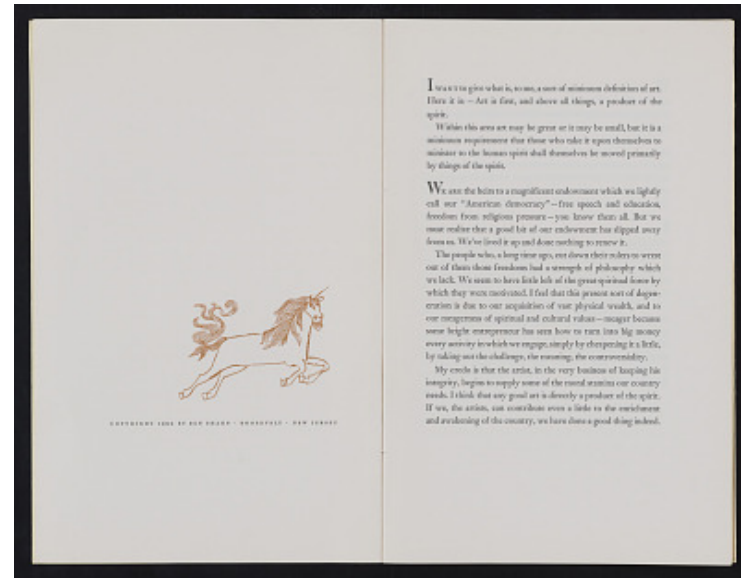 COPYRIGHT BY BEN SHAHN · ROOSEVELT · NEW JERSEY
I WANT to give what is, to me, a sort of minimum definition of art.
Here it is—Art is first, and above all things, a product of the
spirit.
Within this area art may be great or it may be small, but it is a
minimum requirement that those who take it upon themselves to
minister to the human spirit shall themselves be moved primarily
by things of the spirit.
WE ARE the heirs to a magnificent endowment which we lightly
call our "American democracy"—free speech and education,
freedom from religious pressure—you know them all. But we
must realize that a good bit of our endowment has slipped away
from us. We've lived it up and done nothing to renew it.
The people who, a long time ago, cut down their rulers to wrest
out of them those freedoms had a strength of philosophy which
we lack. We seem to have little left of the great spiritual force by
which they were motivated. I feel that this present sort of degen-
eration is due to our acquisition of vast physical wealth, and to
our meagerness of spiritual and cultural values—meager because
some bright entrepreneur has seen how to turn into big money
every activity in which we engage, simply by cheapening it a little,
by taking out the challenge, the meaning, the controversiality.
My credo is that the artist, in the very business of keeping his
integrity, begins to supply some of the moral stamina our country
needs. I think that any good art is directly a product of the spirit.
If we, the artists, can contribute even a little to the enrichment
and awakening of the country, we have done a good thing indeed.